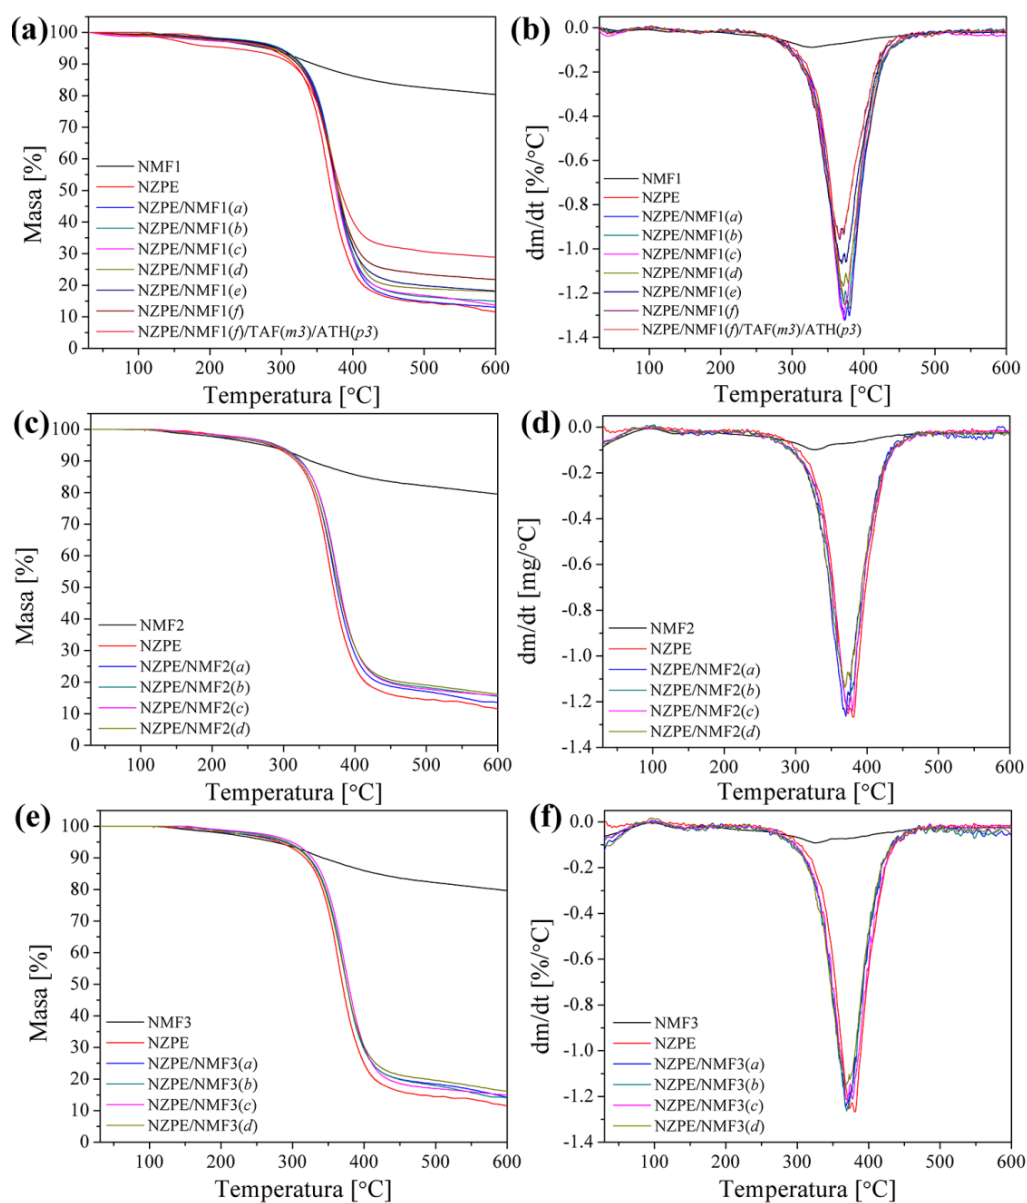 (a)
100
90
80
70
60
50
40
30
20
10
0
Masa [%]
NMF1
NZPE
NZPE/NMF1(a)
NZPE/NMF1(b)
NZPE/NMF1(c)
NZPE/NMF1(d)
NZPE/NMF1(e)
NZPE/NMF1(f)
NZPE/NMF1(f)/TAF(m3)/ATH(p3)
100 200 300 400 500 600
Temperatura [°C]
(b)
0.0
-0.2
-0.4
-0.6
-0.8
-1.0
-1.2
-1.4
dm/dt [%/°C]
NMF1
NZPE
NZPE/NMF1(a)
NZPE/NMF1(b)
NZPE/NMF1(c)
NZPE/NMF1(d)
NZPE/NMF1(e)
NZPE/NMF1(f)
NZPE/NMF1(f)/TAF(m3)/ATH(p3)
100 200 300 400 500 600
Temperatura [°C]
(c)
100
90
80
70
60
50
40
30
20
10
0
Masa [%]
NMF2
NZPE
NZPE/NMF2(a)
NZPE/NMF2(b)
NZPE/NMF2(c)
NZPE/NMF2(d)
100 200 300 400 500 600
Temperatura [°C]
(d)
0.0
-0.2
-0.4
-0.6
-0.8
-1.0
-1.2
-1.4
dm/dt [mg/°C]
NMF2
NZPE
NZPE/NMF2(a)
NZPE/NMF2(b)
NZPE/NMF2(c)
NZPE/NMF2(d)
100 200 300 400 500 600
Temperatura [°C]
(e)
100
90
80
70
60
50
40
30
20
10
0
Masa [%]
NMF3
NZPE
NZPE/NMF3(a)
NZPE/NMF3(b)
NZPE/NMF3(c)
NZPE/NMF3(d)
100 200 300 400 500 600
Temperatura [°C]
(f)
0.0
-0.2
-0.4
-0.6
-0.8
-1.0
-1.2
-1.4
dm/dt [%/°C]
NMF3
NZPE
NZPE/NMF3(a)
NZPE/NMF3(b)
NZPE/NMF3(c)
NZPE/NMF3(d)
100 200 300 400 500 600
Temperatura [°C]